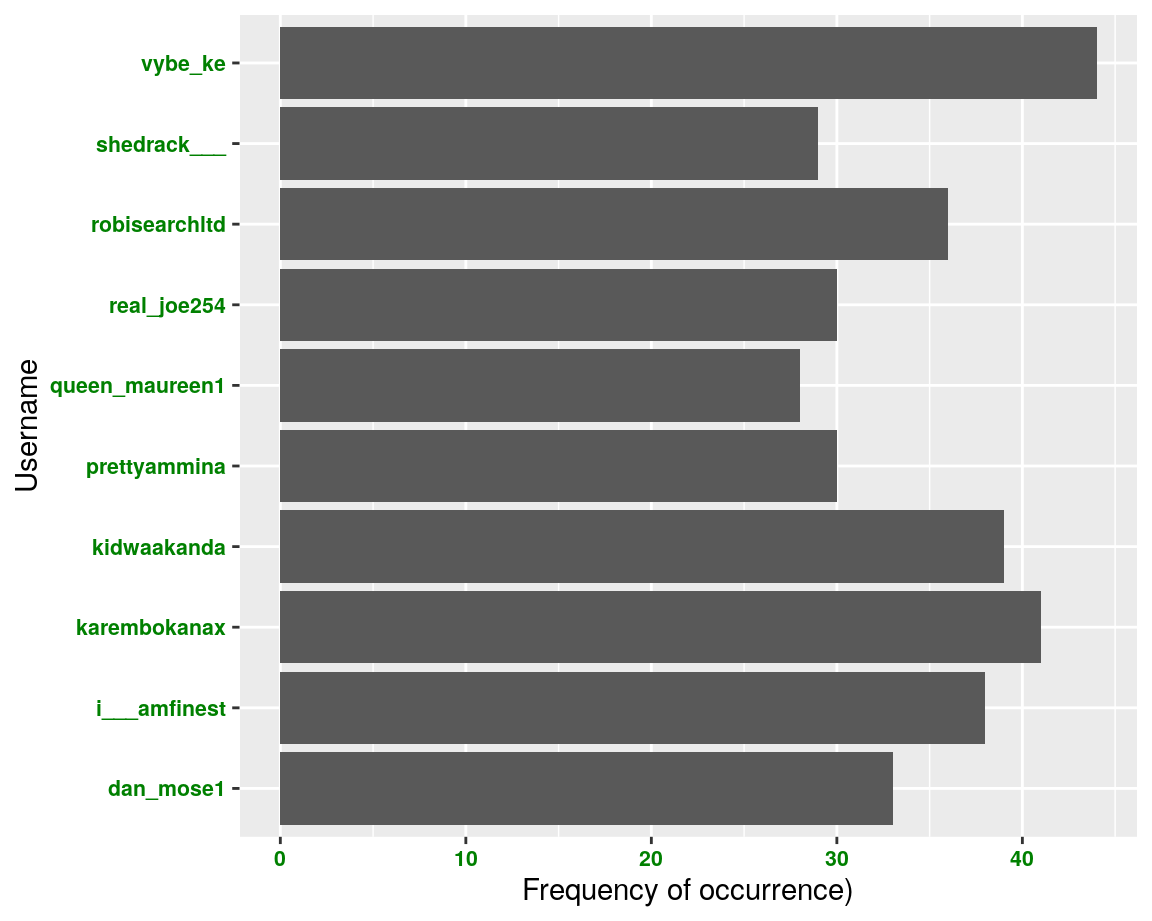 vybe_ke
shedrack___
robisearchltd
real_joe254
queen_maureen1
prettyammina
kidwaakanda
karembokanax
i___amfinest
dan_mose1
Username
0 10 20 30 40
Frequency of occurrence)